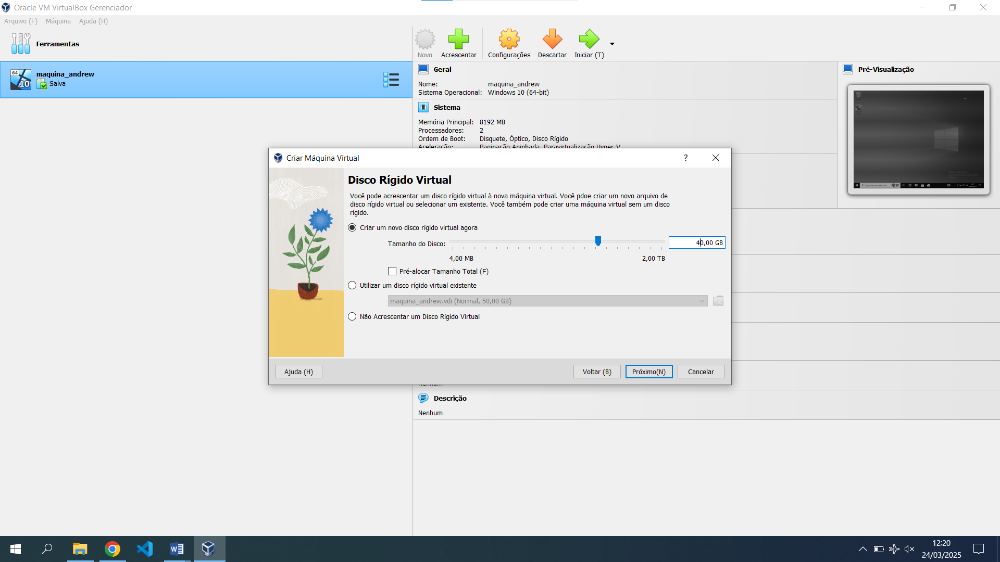 Oracle VM VirtualBox Gerenciador
Arquivo (F) Máquina Ajuda (H)
Ferramentas
Novo Acrescentar Configurações Descartar Iniciar (T)
64
10
maquina_andrew
Salva
Geral
Nome: maquina_andrew
Sistema Operacional: Windows 10 (64-bit)
Pré-Visualização
Sistema
Memória Principal: 8192 MB
Processadores: 2
Ordem de Boot: Disquete, Óptico, Disco Rígido
Aceleração: Paginação Aninhada, Paravirtualização Hyper-V
Criar Máquina Virtual
?
Disco Rígido Virtual
Você pode acrescentar um disco rígido virtual à nova máquina virtual. Você pdoe criar um novo arquivo de
disco rígido virtual ou selecionar um existente. Você também pode criar uma máquina virtual sem um disco
rígido.
Criar um novo disco rígido virtual agora
Tamanho do Disco: 40,00 GB
4,00 MB 2,00 TB
Pré-alocar Tamanho Total (F)
Utilizar um disco rígido virtual existente
maquina_andrew.vdi (Normal, 50,00 GB)
Não Acrescentar um Disco Rígido Virtual
Ajuda (H) Voltar (B) Próximo(N) Cancelar
Nenhum
Descrição
Nenhum
12:20
24/03/2025